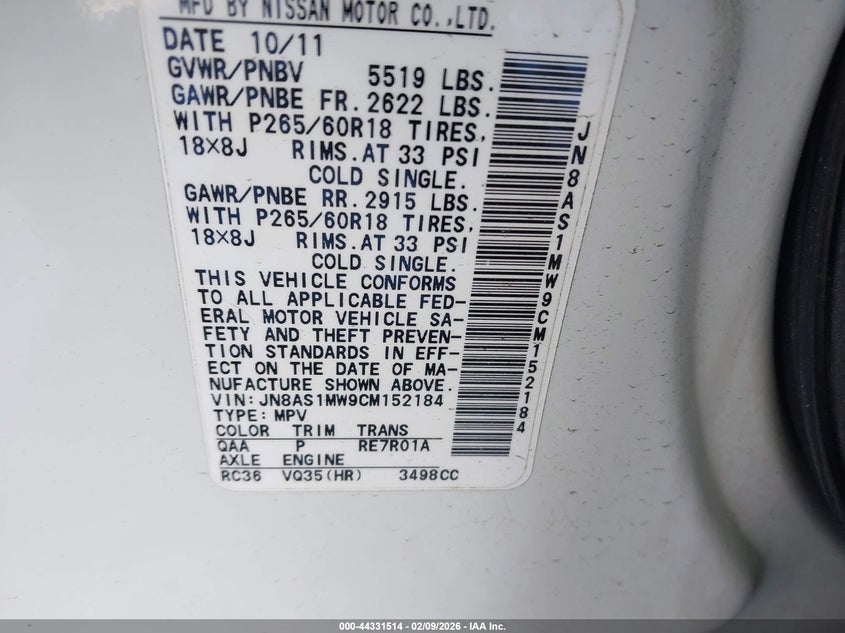 MFD BY NISSAN MOTOR CO.,LTD.
DATE 10/11
GVWR/PNBV 5519 LBS.
GAWR/PNBE FR. 2622 LBS.
WITH P265/60R18 TIRES,
18×8J RIMS.AT 33 PSI
COLD SINGLE.
GAWR/PNBE RR. 2915 LBS.
WITH P265/60R18 TIRES,
18×8J RIMS.AT 33 PSI
COLD SINGLE.
THIS VEHICLE CONFORMS
TO ALL APPLICABLE FED-
ERAL MOTOR VEHICLE SA-
FETY AND THEFT PREVEN-
TION STANDARDS IN EFF-
ECT ON THE DATE OF MA-
NUFACTURE SHOWN ABOVE.
VIN:JN8AS1MW9CM152184
TYPE:MPV
COLOR TRIM TRANS
QAA P RE7R01A
AXLE ENGINE
RC36 VQ35(HR) 3498CC
JN8AS1MW9CM152184
000-44331514 | 02/09/2026 - IAA Inc.